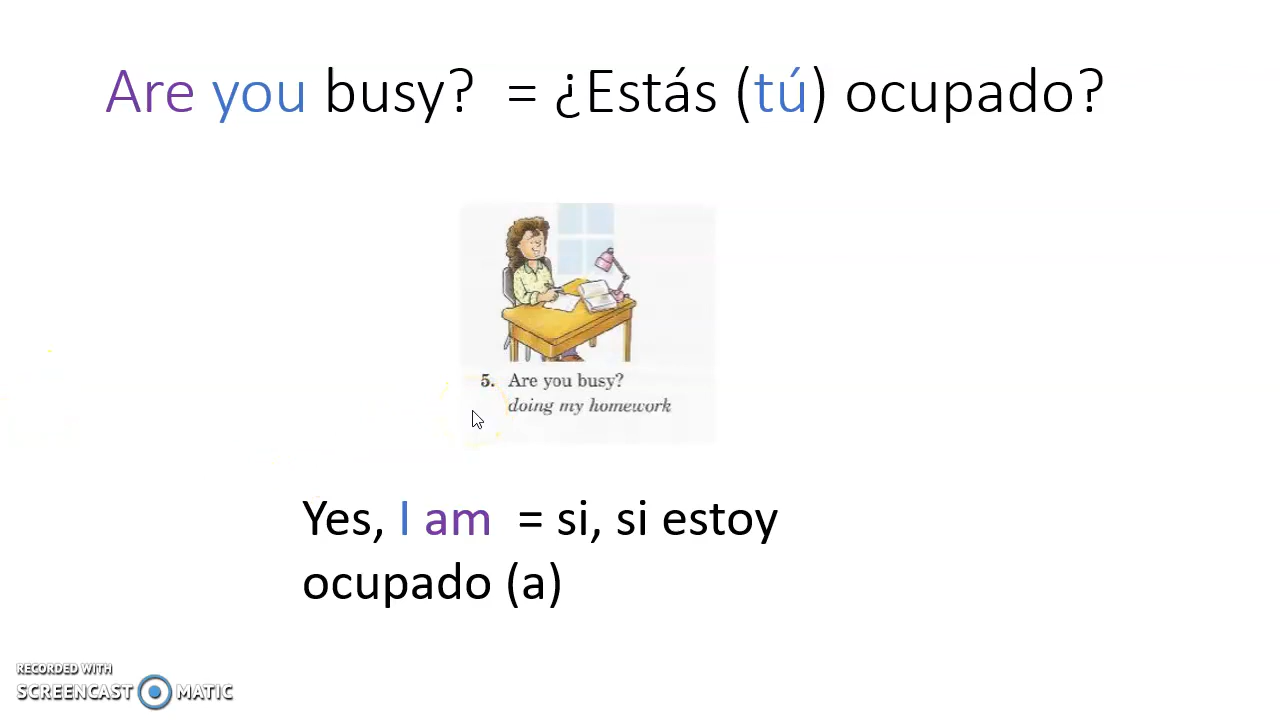 Are you busy? = ¿Estás (tú) ocupado?
5. Are you busy?
doing my homework
Yes, I am = si, si estoy
ocupado (a)
RECORDED WITH
SCREENCAST MATIC